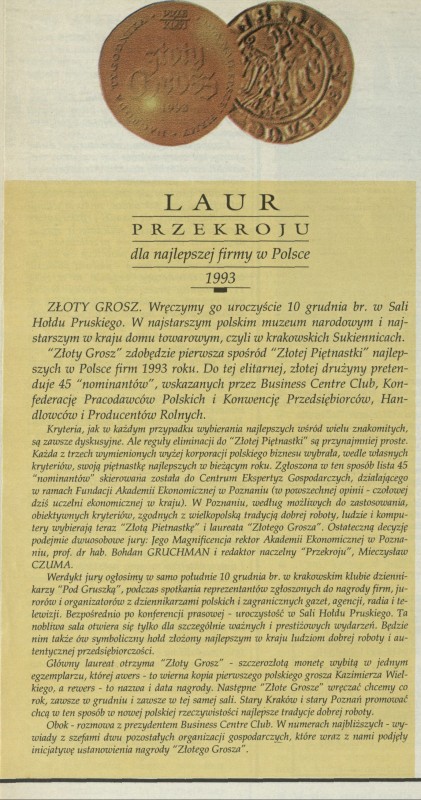 PRZE
KRÓJ
złoty
Grosz
1993
LAUR
PRZEKROJU
dla najlepszej firmy w Polsce
1993
ZŁOTY GROSZ. Wręczymy go uroczyście 10 grudnia br. w Sali
Hołdu Pruskiego. W najstarszym polskim muzeum narodowym i naj-
starszym w kraju domu towarowym, czyli w krakowskich Sukiennicach.
"Złoty Grosz" zdobędzie pierwsza spośród "Złotej Piętnastki" najlep-
szych w Polsce firm 1993 roku. Do tej elitarnej, złotej drużyny preten-
duje 45 "nominantów", wskazanych przez Business Centre Club, Kon-
federację Pracodawców Polskich i Konwencję Przedsiębiorców, Han-
dlowców i Producentów Rolnych.
Kryteria, jak w każdym przypadku wybierania najlepszych wśród wielu znakomitych,
są zawsze dyskusyjne. Ale reguły eliminacji do "Złotej Piętnastki" są przynajmniej proste.
Każda z trzech wymienionych wyżej korporacji polskiego biznesu wybrała, wedle własnych
kryteriów, swoją piętnastkę najlepszych w bieżącym roku. Zgłoszona w ten sposób lista 45
"nominantów" skierowana została do Centrum Ekspertyz Gospodarczych, działającego
w ramach Fundacji Akademii Ekonomicznej w Poznaniu (w powszechnej opinii - czołowej
dziś uczelni ekonomicznej w kraju). W Poznaniu, według możliwych do zastosowania,
obiektywnych kryteriów, zgodnych z wielkopolską tradycją dobrej roboty, ludzie i kompu-
tery wybierają teraz "Złotą Piętnastkę" i laureata "Złotego Grosza". Ostateczną decyzję
podejmie dwuosobowe jury: Jego Magnificencja rektor Akademii Ekonomicznej w Pozna-
niu, prof. dr hab. Bohdan GRUCHMAN i redaktor naczelny "Przekroju", Mieczysław
CZUMA.
Werdykt jury ogłosimy w samo południe 10 grudnia br. w krakowskim klubie dzienni-
karzy "Pod Gruszką", podczas spotkania reprezentantów zgłoszonych do nagrody firm, ju-
rorów i organizatorów z dziennikarzami polskich i zagranicznych gazet, agencji, radia i te-
lewizji. Bezpośrednio po konferencji prasowej - uroczystość w Sali Hołdu Pruskiego. Ta
nobliwa sala otwiera się tylko dla szczególnie ważnych i prestiżowych wydarzeń. Będzie
nim także ów symboliczny hołd złożony najlepszym w kraju ludziom dobrej roboty i au-
tentycznej przedsiębiorczości.
Główny laureat otrzyma "Złoty Grosz" - szczerozłotą monetę wybitą w jednym
egzemplarzu, której awers - to wierna kopia pierwszego polskiego grosza Kazimierza Wiel-
kiego, a rewers - to nazwa i data nagrody. Następne "Złote Grosze" wręczać chcemy co
rok, zawsze w grudniu i zawsze w tej samej sali. Stary Kraków i stary Poznań promować
chcą w ten sposób w nowej polskiej rzeczywistości najlepsze tradycje dobrej roboty.
Obok - rozmowa z prezydentem Business Centre Club. W numerach najbliższych - wy-
wiady z szefami dwu pozostałych organizacji gospodarczych, które wraz z nami podjęły
inicjatywę ustanowienia nagrody "Złotego Grosza".